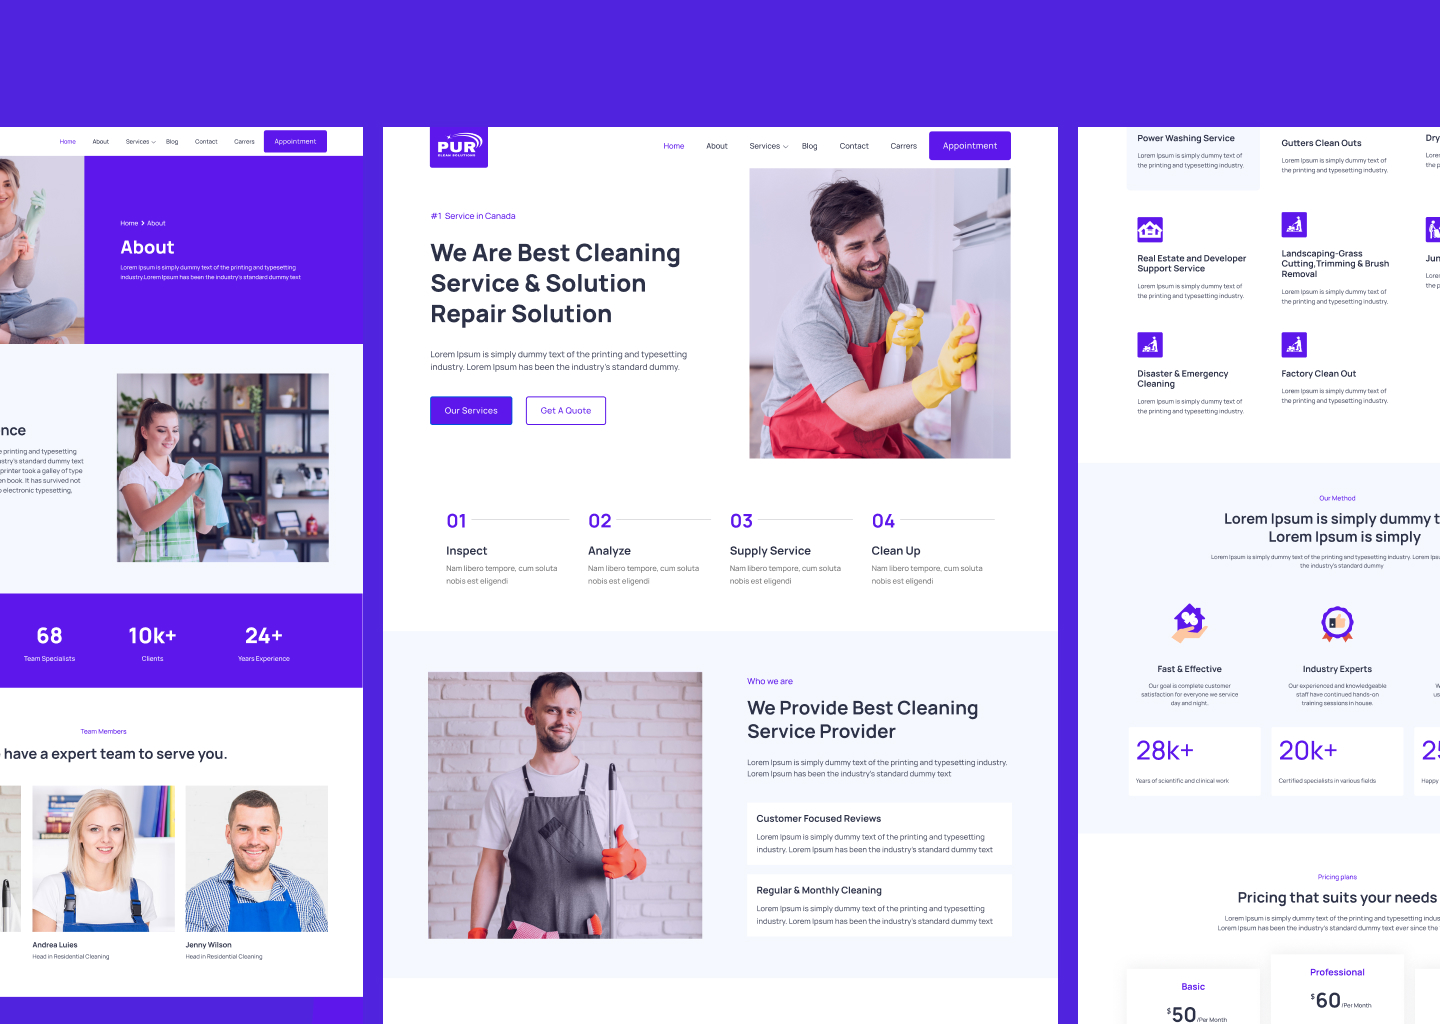 Home About Services Blog Contact Carrers Appointment
Home About
About
Lorem Ipsum is simply dummy text of the printing and typesetting
industry.Lorem Ipsum has been the industry's standard dummy text
printing and typesetting
standard dummy text
printer took a galley of type
book. It has survived not
electronic typesetting,
68
Team Specialists
10k+
Clients
24+
Years Experience
Team Members
have a expert team to serve you.
Andrea Luies
Head in Residential Cleaning
Jenny Wilson
Head in Residential Cleaning
PUR
CLEAN SOLUTIONS
Home About Services Blog Contact Carrers Appointment
#1 Service in Canada
We Are Best Cleaning
Service & Solution
Repair Solution
Lorem Ipsum is simply dummy text of the printing and typesetting
industry. Lorem Ipsum has been the industry's standard dummy.
Our Services
Get A Quote
01
Inspect
Nam libero tempore, cum soluta
nobis est eligendi
02
Analyze
Nam libero tempore, cum soluta
nobis est eligendi
03
Supply Service
Nam libero tempore, cum soluta
nobis est eligendi
04
Clean Up
Nam libero tempore, cum soluta
nobis est eligendi
Who we are
We Provide Best Cleaning
Service Provider
Lorem Ipsum is simply dummy text of the printing and typesetting industry.
Lorem Ipsum has been the industry's standard dummy text
Customer Focused Reviews
Lorem Ipsum is simply dummy text of the printing and typesetting
industry. Lorem Ipsum has been the industry's standard dummy text
Regular & Monthly Cleaning
Lorem Ipsum is simply dummy text of the printing and typesetting
industry. Lorem Ipsum has been the industry's standard dummy text
Power Washing Service
Lorem Ipsum is simply dummy text of
the printing and typesetting industry.
Gutters Clean Outs
Lorem Ipsum is simply dummy text of
the printing and typesetting industry.
Dry
Real Estate and Developer
Support Service
Lorem Ipsum is simply dummy text of
the printing and typesetting industry.
Landscaping-Grass
Cutting,Trimming & Brush
Removal
Lorem Ipsum is simply dummy text of
the printing and typesetting industry.
Disaster & Emergency
Cleaning
Lorem Ipsum is simply dummy text of
the printing and typesetting industry.
Factory Clean Out
Lorem Ipsum is simply dummy text of
the printing and typesetting industry.
Our Method
Lorem Ipsum is simply dummy
Lorem Ipsum is simply
Lorem Ipsum is simply dummy text of the printing and typesetting industry. Lorem
the industry's standard dummy
Fast & Effective
Our goal is complete customer
satisfaction for everyone we service
day and night.
Industry Experts
Our experienced and knowledgeable
staff have continued hands-on
training sessions in house.
28k+
Years of scientific and clinical work
20k+
Certified specialists in various fields
Happy
Pricing plans
Pricing that suits your needs
Lorem Ipsum is simply dummy text of the printing and typesetting
Lorem Ipsum has been the industry's standard dummy text ever since the
Basic
$50 /Per Month
Professional
$60 /Per Month